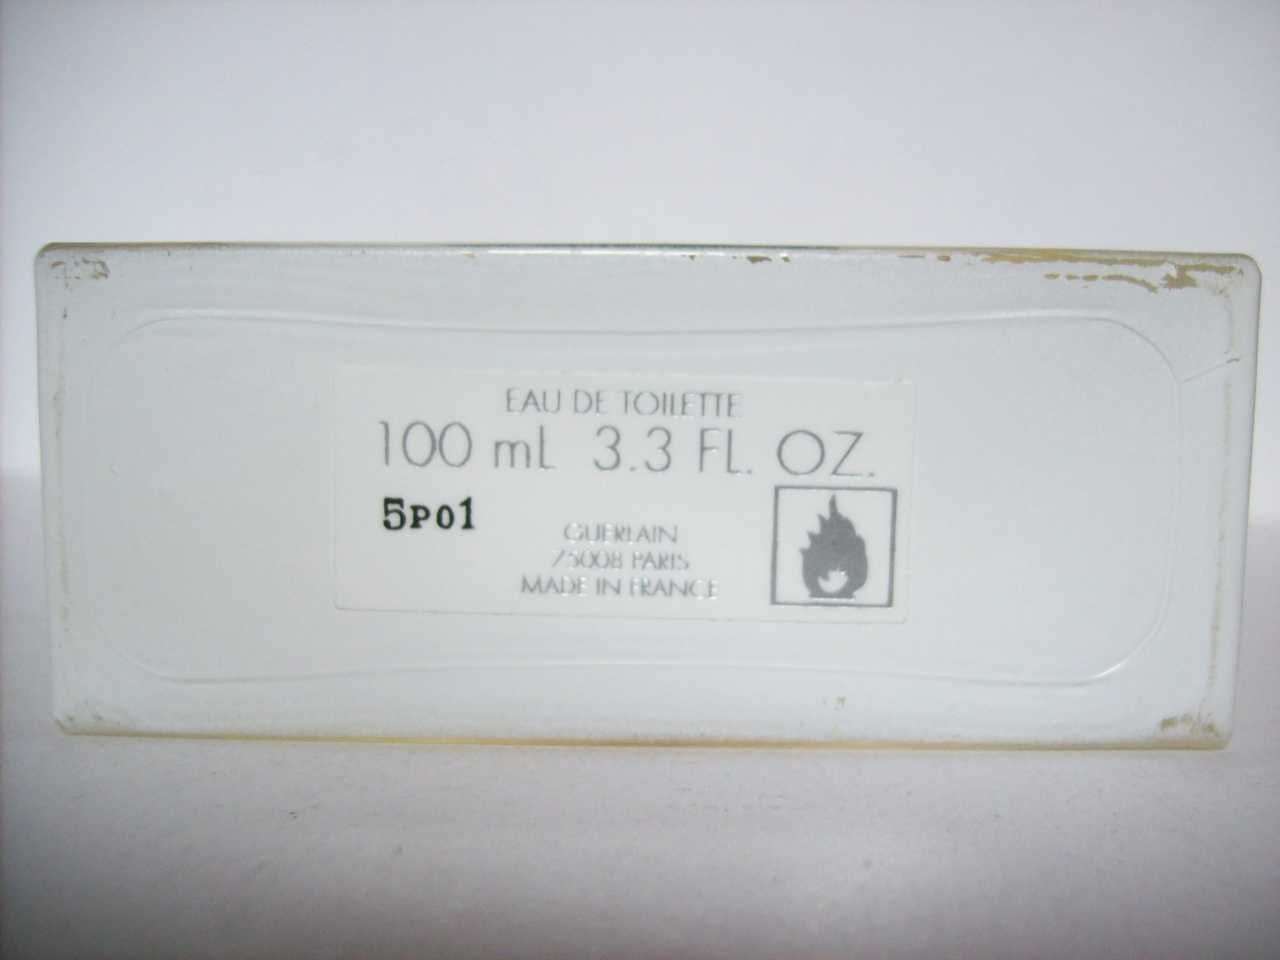 EAU DE TOILETTE
100 mL 3.3 FL. OZ.
5P01
GUERLAIN
75008 PARIS
MADE IN FRANCE